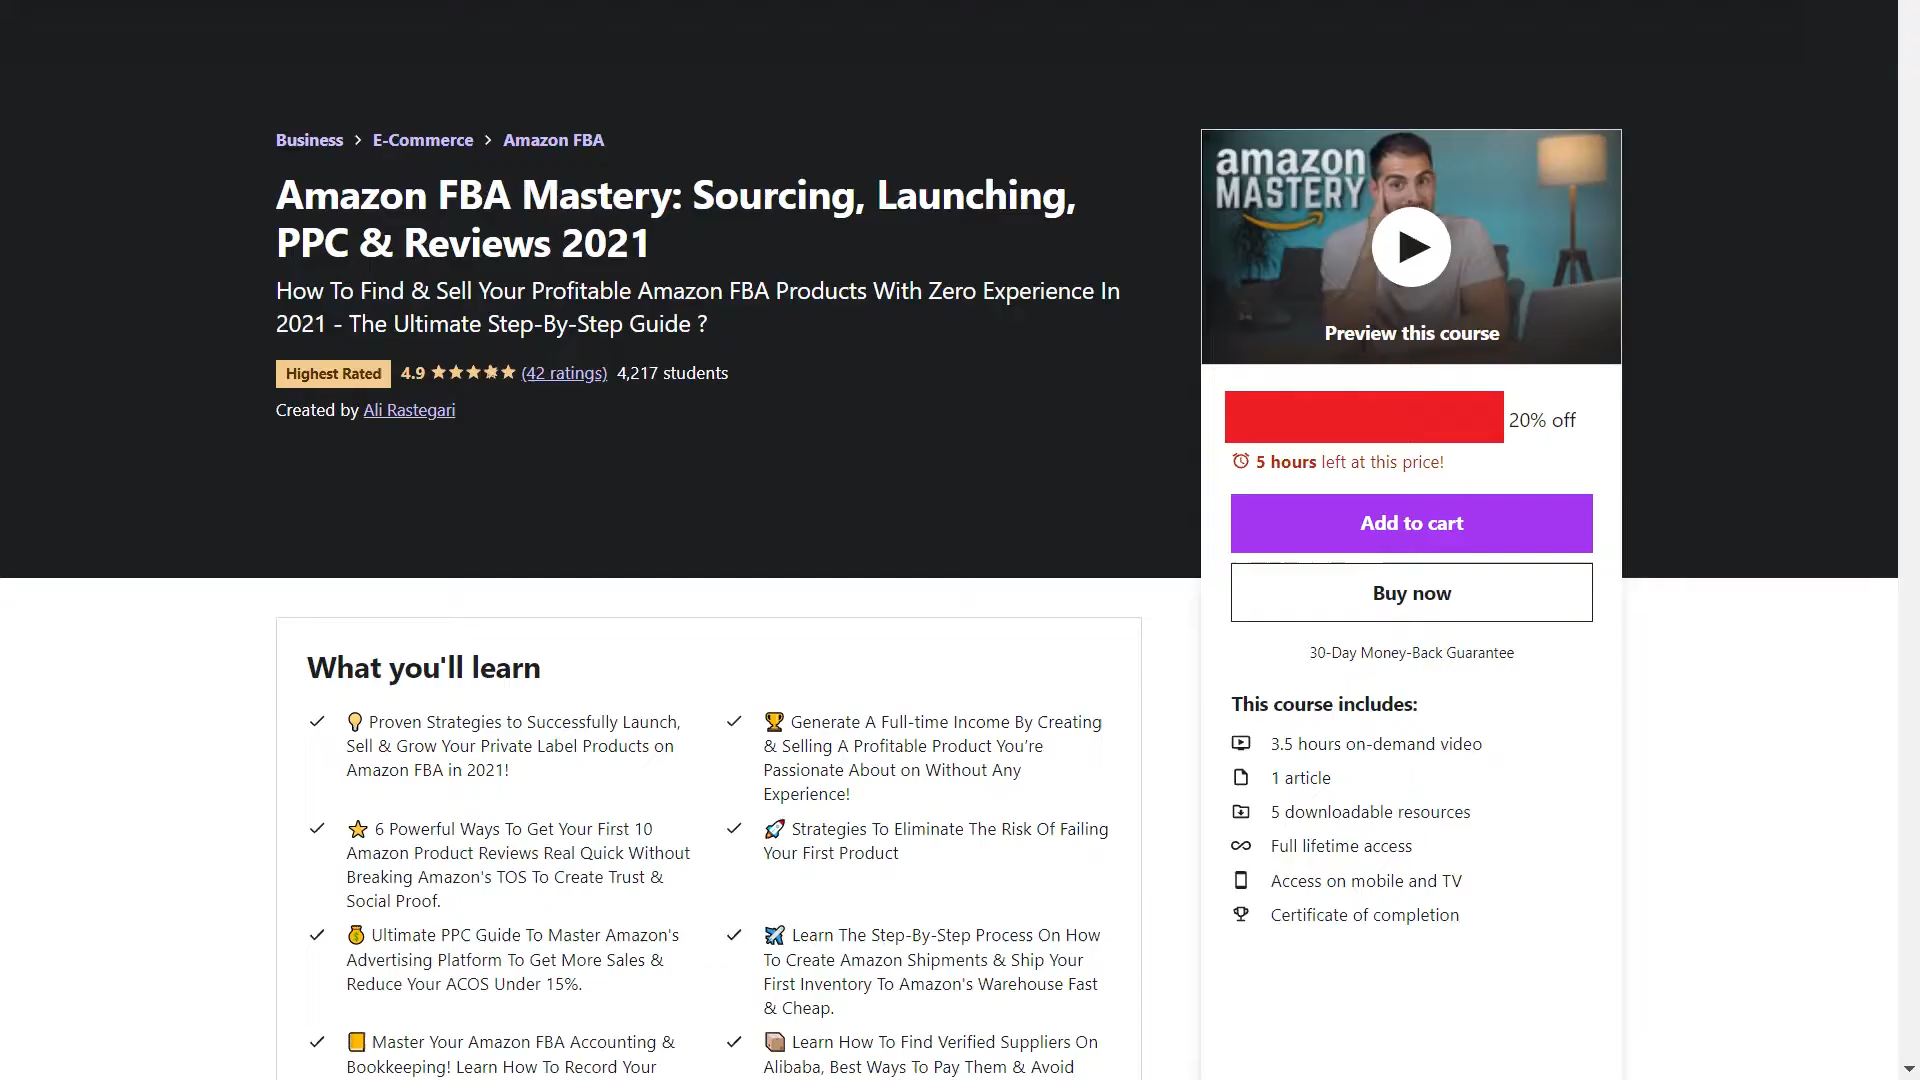 Business > E-Commerce > Amazon FBA
Amazon FBA Mastery: Sourcing, Launching,
PPC & Reviews 2021
How To Find & Sell Your Profitable Amazon FBA Products With Zero Experience In
2021 - The Ultimate Step-By-Step Guide ?
Highest Rated 4.9 (42 ratings) 4,217 students
Created by Ali Rastegari
amazon
MASTERY
Preview this course
20% off
5 hours left at this price!
Add to cart
Buy now
30-Day Money-Back Guarantee
This course includes:
3.5 hours on-demand video
1 article
5 downloadable resources
Full lifetime access
Access on mobile and TV
Certificate of completion
What you'll learn
Proven Strategies to Successfully Launch,
Sell & Grow Your Private Label Products on
Amazon FBA in 2021!
Generate A Full-time Income By Creating
& Selling A Profitable Product You’re
Passionate About on Without Any
Experience!
6 Powerful Ways To Get Your First 10
Amazon Product Reviews Real Quick Without
Breaking Amazon's TOS To Create Trust &
Social Proof.
Strategies To Eliminate The Risk Of Failing
Your First Product
Ultimate PPC Guide To Master Amazon's
Advertising Platform To Get More Sales &
Reduce Your ACOS Under 15%.
Learn The Step-By-Step Process On How
To Create Amazon Shipments & Ship Your
First Inventory To Amazon's Warehouse Fast
& Cheap.
Master Your Amazon FBA Accounting &
Bookkeeping! Learn How To Record Your
Learn How To Find Verified Suppliers On
Alibaba, Best Ways To Pay Them & Avoid